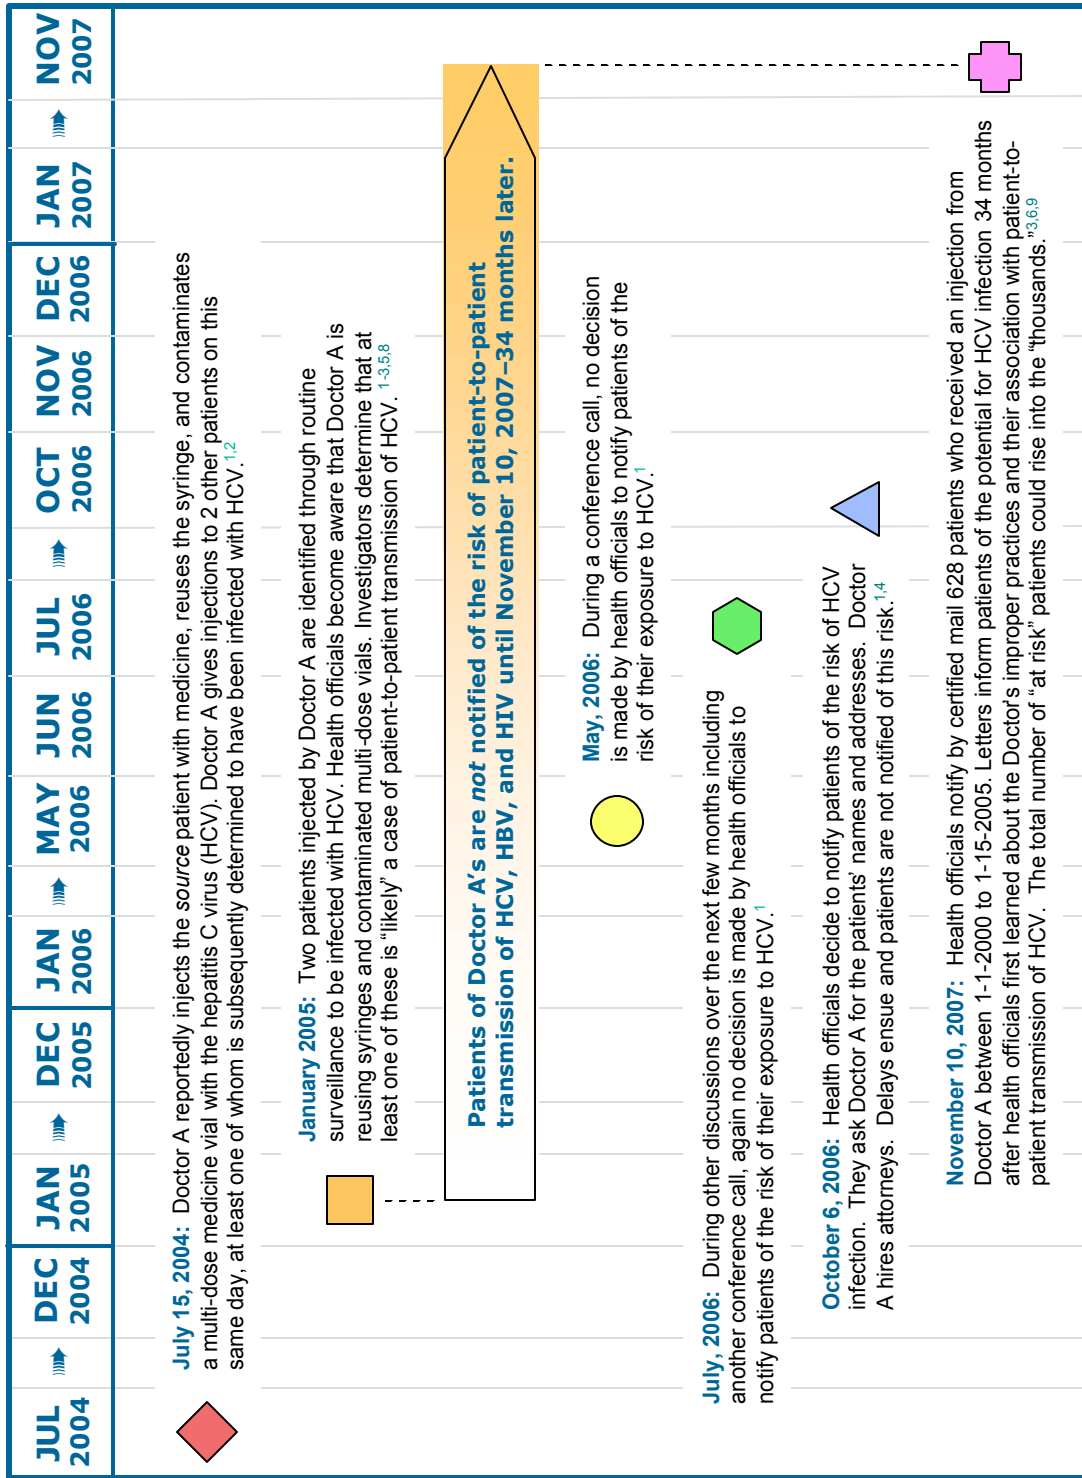 JUL
2004
DEC
2004
JAN
2005
DEC
2005
JAN
2006
MAY
2006
JUN
2006
JUL
2006
OCT
2006
NOV
2006
DEC
2006
JAN
2007
NOV
2007
July 15, 2004: Doctor A reportedly injects the source patient with medicine, reuses the syringe, and contaminates
a multi-dose medicine vial with the hepatitis C virus (HCV). Doctor A gives injections to 2 other patients on this
same day, at least one of whom is subsequently determined to have been infected with HCV.1,2
January 2005: Two patients injected by Doctor A are identified through routine
surveillance to be infected with HCV. Health officials become aware that Doctor A is
reusing syringes and contaminated multi-dose vials. Investigators determine that at
least one of these is “likely” a case of patient-to-patient transmission of HCV. 1-3,5,8
Patients of Doctor A’s are not notified of the risk of patient-to-patient
transmission of HCV, HBV, and HIV until November 10, 2007–34 months later.
May, 2006: During a conference call, no decision
is made by health officials to notify patients of the
risk of their exposure to HCV.1
July, 2006: During other discussions over the next few months including
another conference call, again no decision is made by health officials to
notify patients of the risk of their exposure to HCV.1
October 6, 2006: Health officials decide to notify patients of the risk of HCV
infection. They ask Doctor A for the patients’ names and addresses. Doctor
A hires attorneys. Delays ensue and patients are not notified of this risk.1,4
November 10, 2007: Health officials notify by certified mail 628 patients who received an injection from
Doctor A between 1-1-2000 to 1-15-2005. Letters inform patients of the potential for HCV infection 34 months
after health officials first learned about the Doctor’s improper practices and their association with patient-to-
patient transmission of HCV. The total number of “at risk” patients could rise into the “thousands.”3,6,9